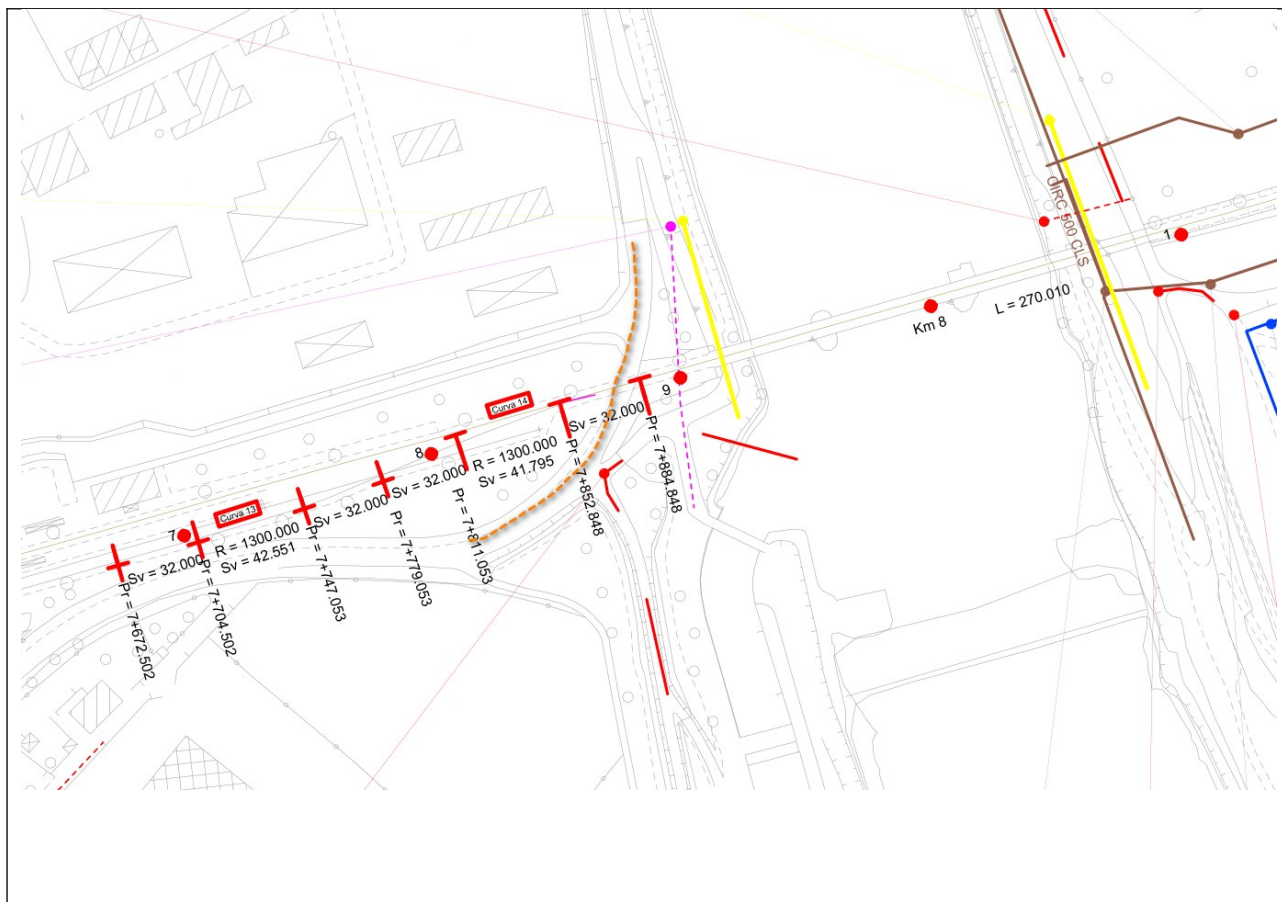 CIRC 500 CLS
1
L = 270.010
Km 8
9
Curva 14
Sv = 32.000
Pr = 7+884.848
8
R = 1300.000
Sv = 41.795
Pr = 7+852.848
Sv = 32.000
Pr = 7+811.053
Curva 13
Sv = 32.000
Pr = 7+779.053
7
R = 1300.000
Sv = 42.551
Pr = 7+747.053
Sv = 32.000
Pr = 7+704.502
Pr = 7+672.502